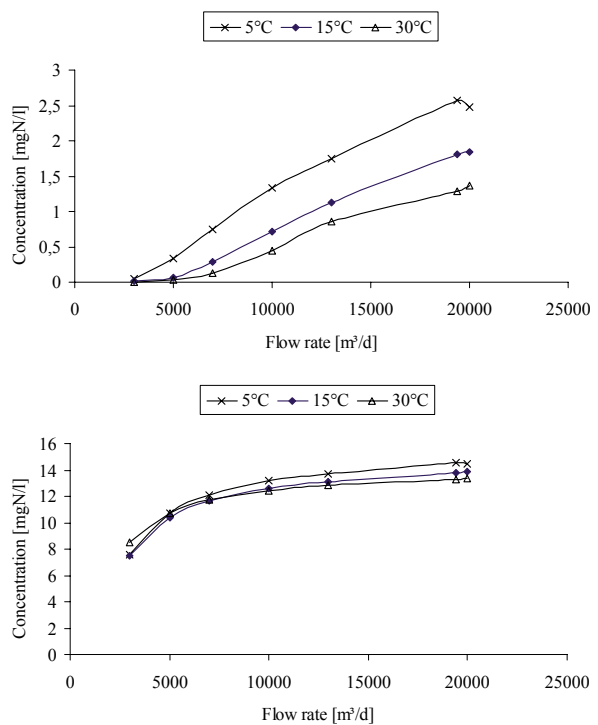 5°C 15°C 30°C
Concentration [mgN/l]
3
2,5
2
1,5
1
0,5
0
0 5000 10000 15000 20000 25000
Flow rate [m³/d]
5°C 15°C 30°C
Concentration [mgN/l]
16
14
12
10
8
6
4
2
0
0 5000 10000 15000 20000 25000
Flow rate [m³/d]